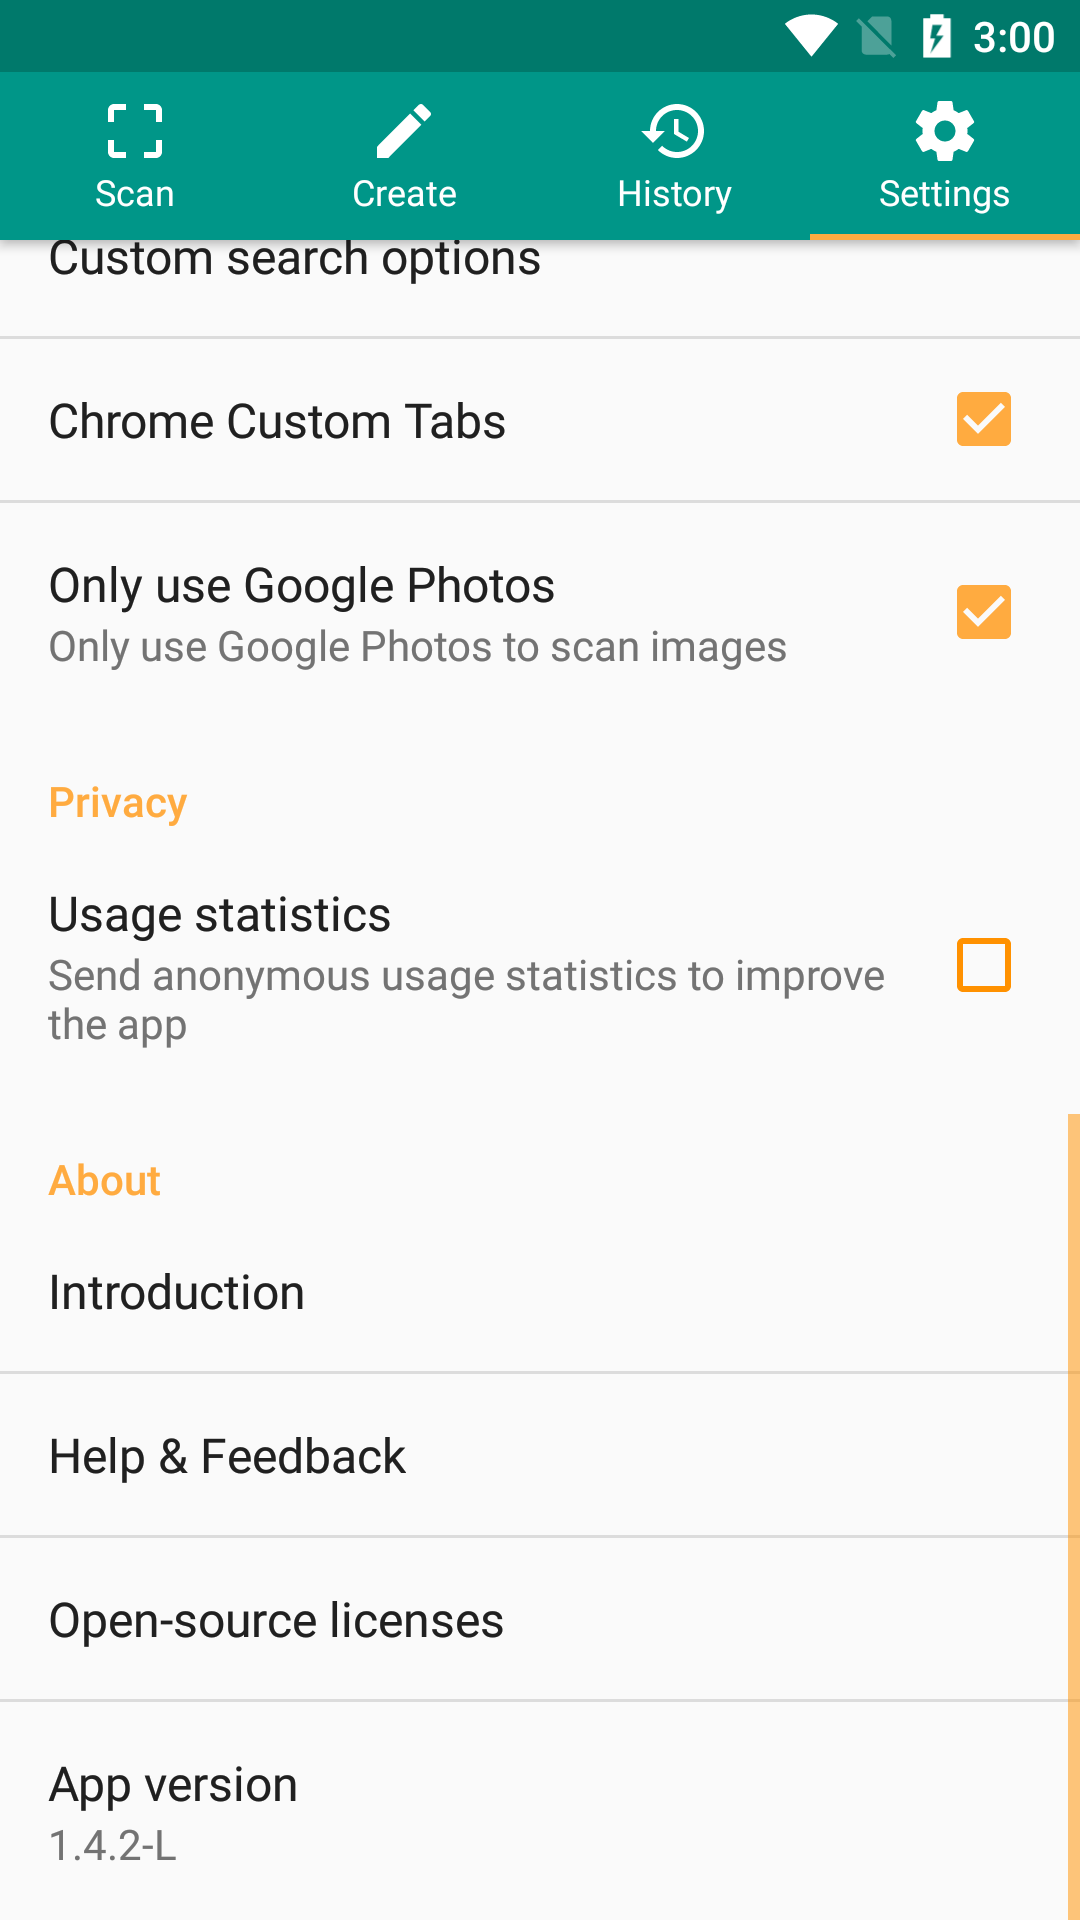 3:00
Scan
Create
History
Settings
Custom search options
Chrome Custom Tabs
Only use Google Photos
Only use Google Photos to scan images
Privacy
Usage statistics
Send anonymous usage statistics to improve
the app
About
Introduction
Help & Feedback
Open-source licenses
App version
1.4.2-L